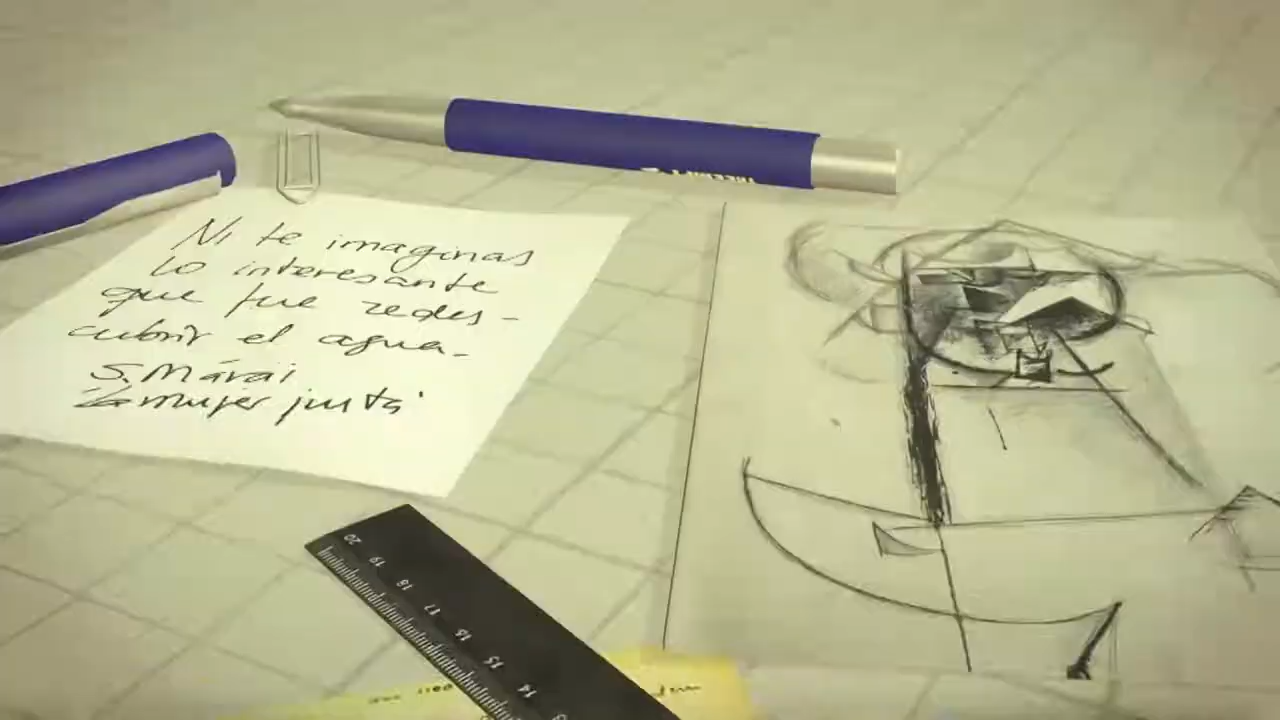 Ni te imaginas
lo interesante
que fue redes-
cubrir el agua.
S. Márai
La mujer justa
20 19 18 17 16 15 14